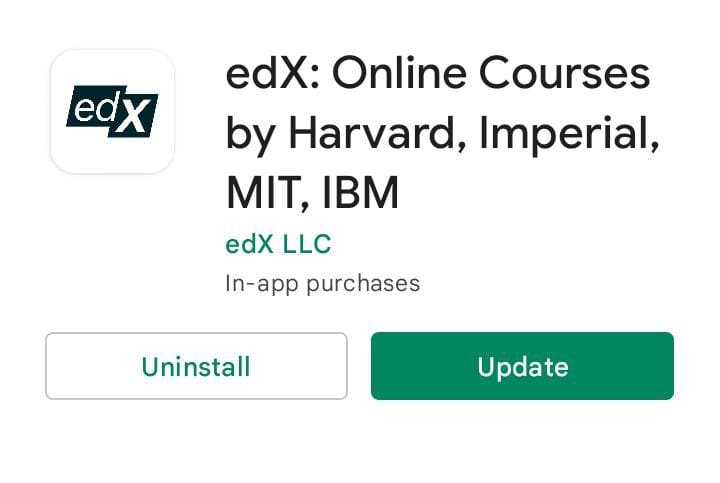 edX
edX: Online Courses
by Harvard, Imperial,
MIT, IBM
edX LLC
In-app purchases
Uninstall
Update